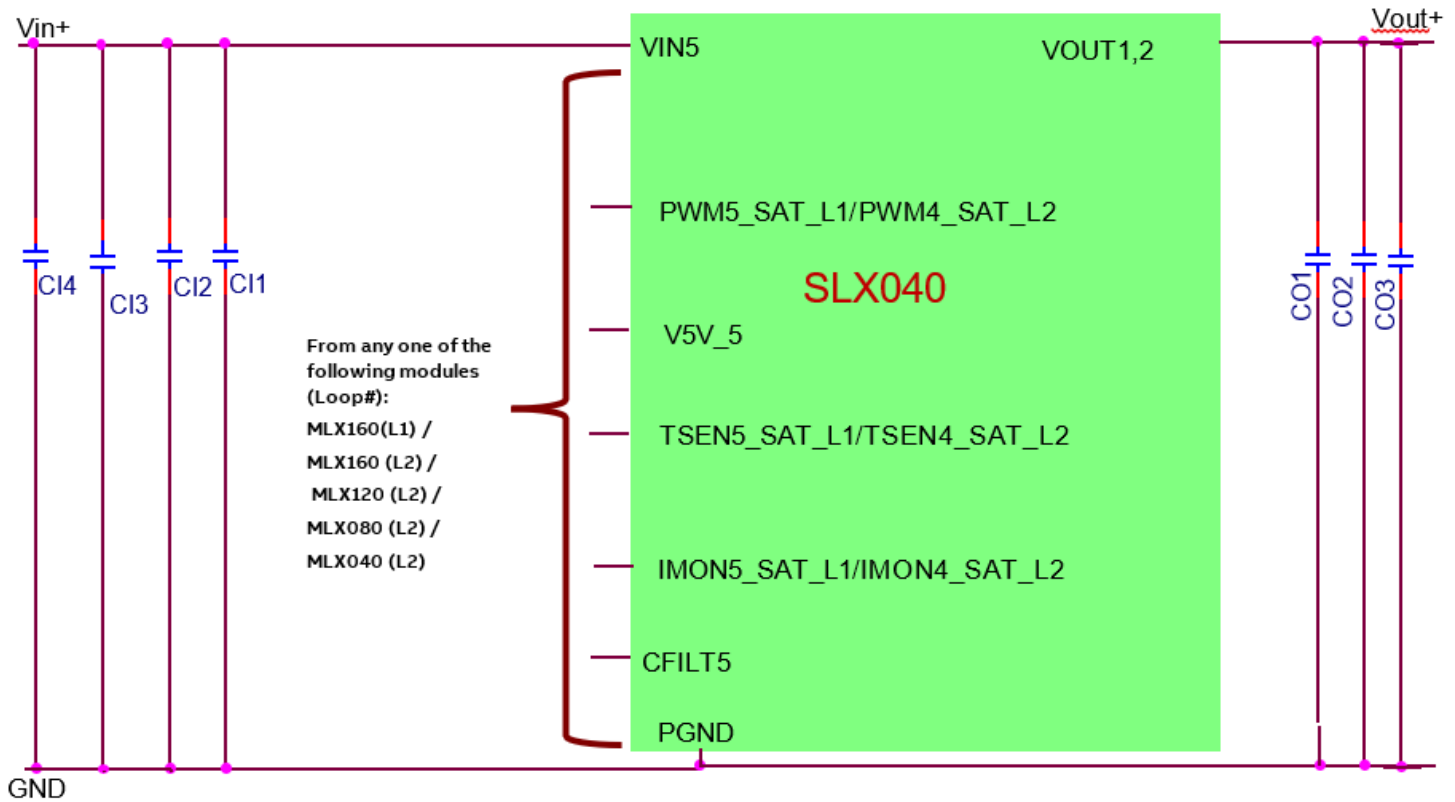 Vin+
Vout+
VIN5
VOUT1,2
PWM5_SAT_L1/PWM4_SAT_L2
SLX040
CI4
CI3
CI2
CI1
CO1
CO2
CO3
V5V_5
From any one of the
following modules
(Loop#):
MLX160(L1) /
MLX160 (L2) /
MLX120 (L2) /
MLX080 (L2) /
MLX040 (L2)
TSEN5_SAT_L1/TSEN4_SAT_L2
IMON5_SAT_L1/IMON4_SAT_L2
CFILT5
PGND
GND